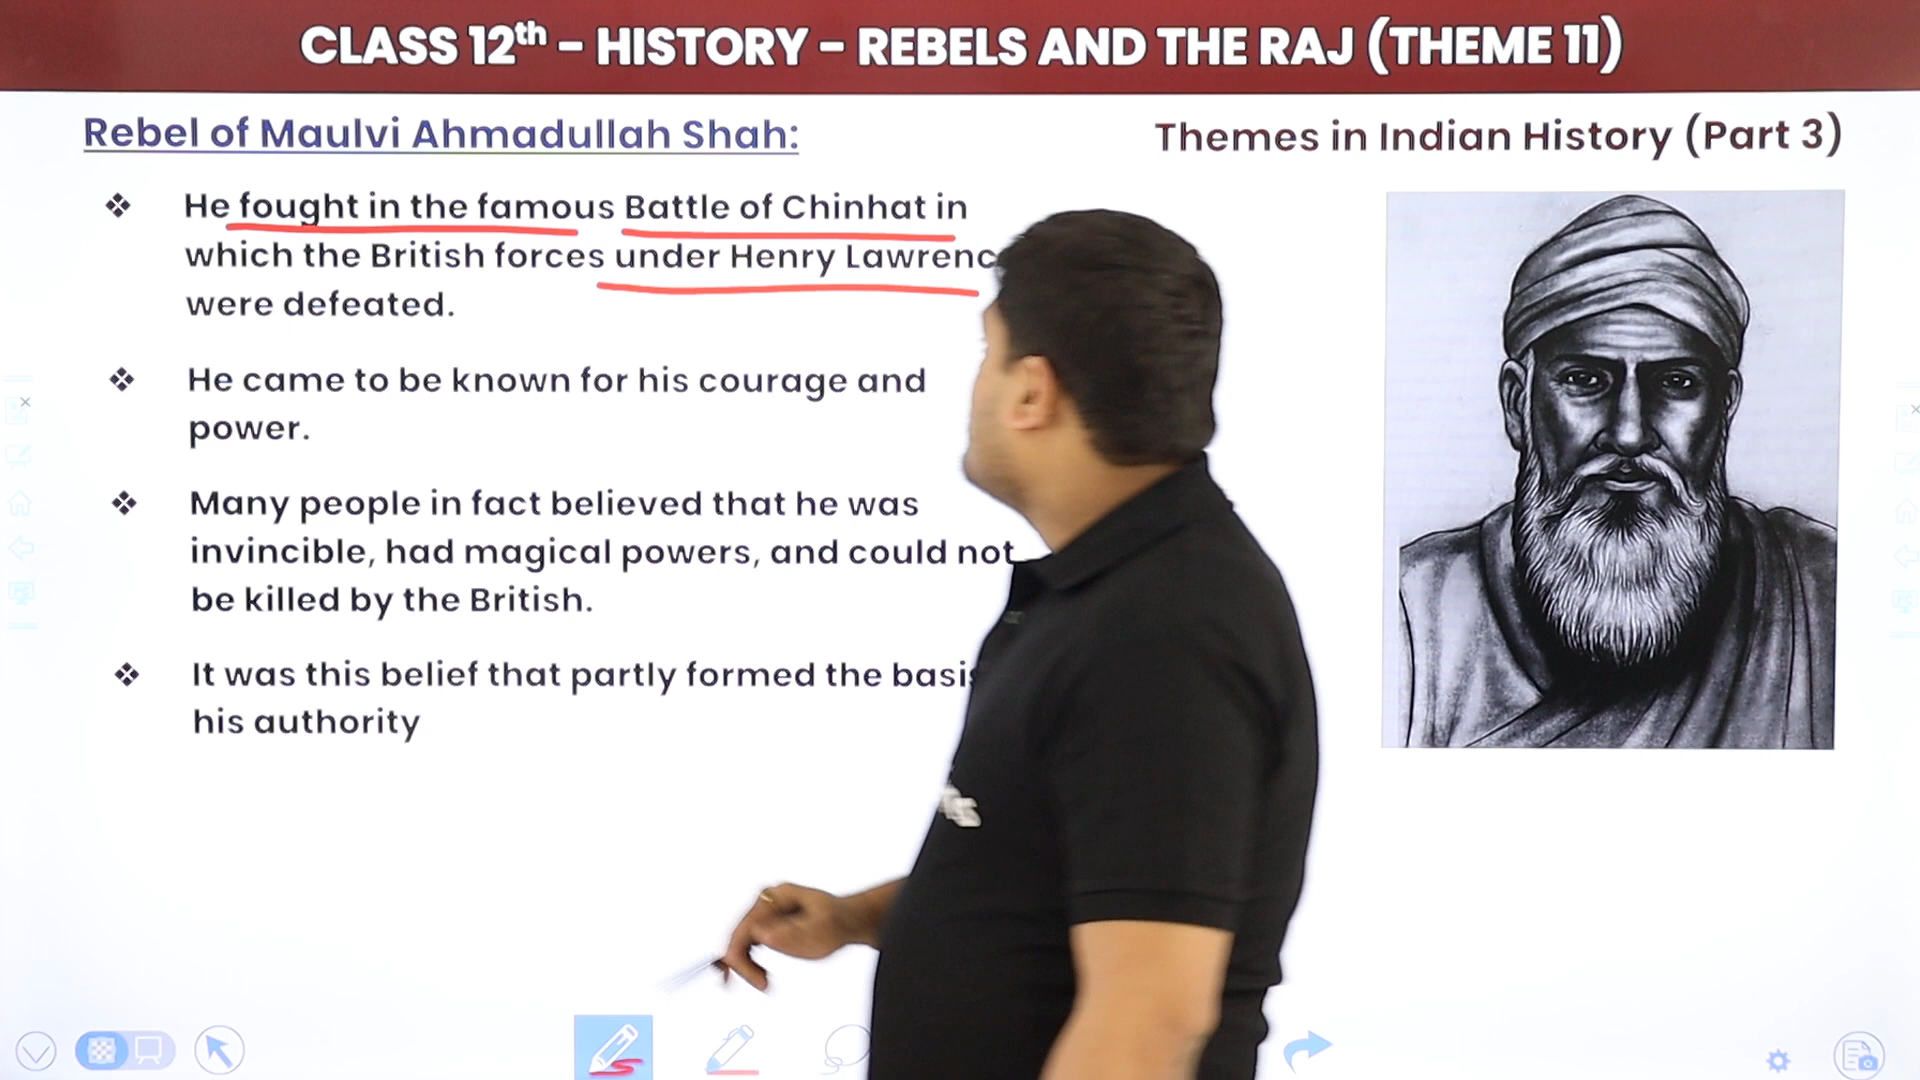 CLASS 12th – HISTORY – REBELS AND THE RAJ (THEME 11)
Rebel of Maulvi Ahmadullah Shah:
Themes in Indian History (Part 3)
❖ He fought in the famous Battle of Chinhat in
which the British forces under Henry Lawrenc
were defeated.
❖ He came to be known for his courage and
power.
❖ Many people in fact believed that he was
invincible, had magical powers, and could not
be killed by the British.
❖ It was this belief that partly formed the basis
his authority